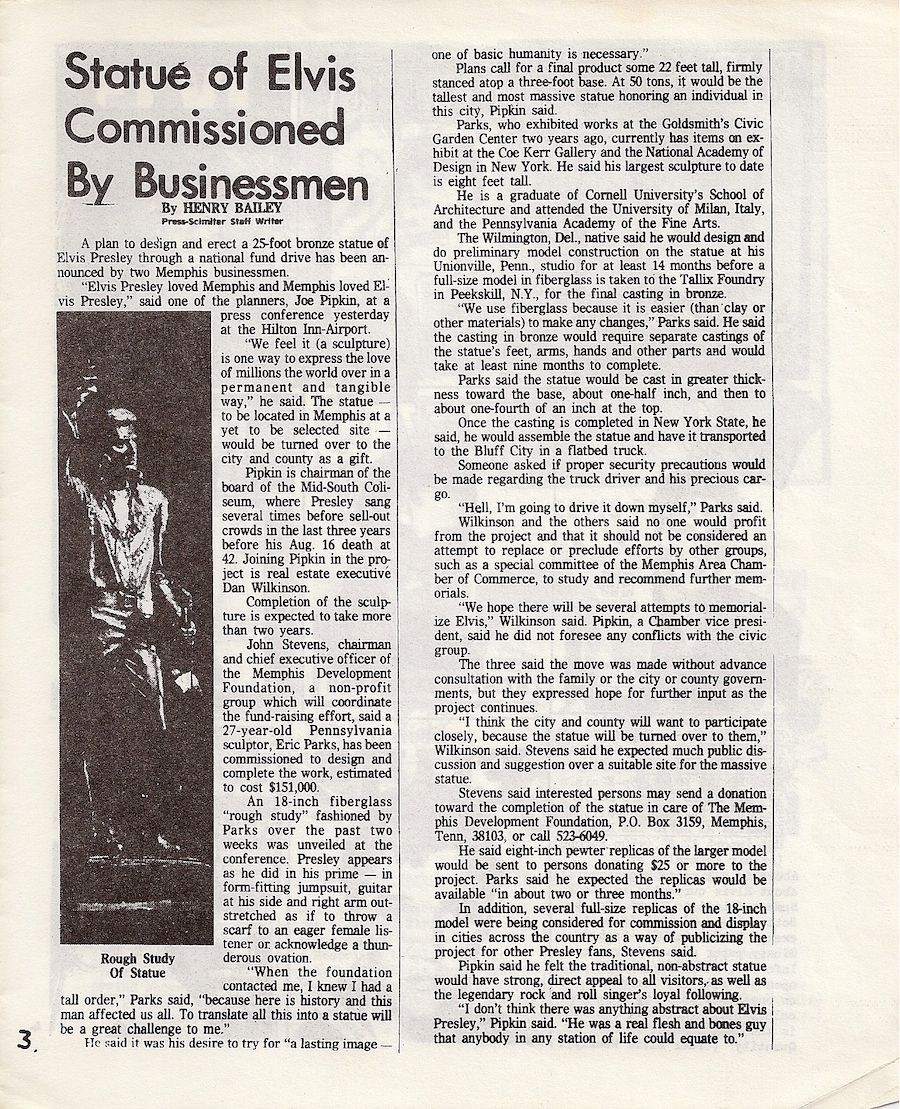 Statue of Elvis
Commissioned
By Businessmen
By HENRY BAILEY
Press-Scimitar Staff Writer
A plan to design and erect a 25-foot bronze statue of
Elvis Presley through a national fund drive has been an-
nounced by two Memphis businessmen.
"Elvis Presley loved Memphis and Memphis loved El-
vis Presley," said one of the planners, Joe Pipkin, at a
press conference yesterday
at the Hilton Inn-Airport.
"We feel it (a sculpture)
is one way to express the love
of millions the world over in a
permanent and tangible
way," he said. The statue —
to be located in Memphis at a
yet to be selected site —
would be turned over to the
city and county as a gift.
Pipkin is chairman of the
board of the Mid-South Coli-
seum, where Presley sang
several times before sell-out
crowds in the last three years
before his Aug. 16 death at
42. Joining Pipkin in the pro-
ject is real estate executive
Dan Wilkinson.
Completion of the sculp-
ture is expected to take more
than two years.
John Stevens, chairman
and chief executive officer of
the Memphis Development
Foundation, a non-profit
group which will coordinate
the fund-raising effort, said a
27-year-old Pennsylvania
sculptor, Eric Parks, has been
commissioned to design and
complete the work, estimated
to cost $151,000.
An 18-inch fiberglass
"rough study" fashioned by
Parks over the past two
weeks was unveiled at the
conference. Presley appears
as he did in his prime — in
form-fitting jumpsuit, guitar
at his side and right arm out-
stretched as if to throw a
scarf to an eager female lis-
tener or acknowledge a thun-
derous ovation.
"When the foundation
contacted me, I knew I had a
tall order," Parks said, "because here is history and this
man affected us all. To translate all this into a statue will
be a great challenge to me."
He said it was his desire to try for "a lasting image —
Rough Study
Of Statue
3.
one of basic humanity is necessary."
Plans call for a final product some 22 feet tall, firmly
stanced atop a three-foot base. At 50 tons, it would be the
tallest and most massive statue honoring an individual in
this city, Pipkin said.
Parks, who exhibited works at the Goldsmith's Civic
Garden Center two years ago, currently has items on ex-
hibit at the Coe Kerr Gallery and the National Academy of
Design in New York. He said his largest sculpture to date
is eight feet tall.
He is a graduate of Cornell University's School of
Architecture and attended the University of Milan, Italy,
and the Pennsylvania Academy of the Fine Arts.
The Wilmington, Del., native said he would design and
do preliminary model construction on the statue at his
Unionville, Penn., studio for at least 14 months before a
full-size model in fiberglass is taken to the Tallix Foundry
in Peekskill, N.Y., for the final casting in bronze.
"We use fiberglass because it is easier (than clay or
other materials) to make any changes," Parks said. He said
the casting in bronze would require separate castings of
the statue's feet, arms, hands and other parts and would
take at least nine months to complete.
Parks said the statue would be cast in greater thick-
ness toward the base, about one-half inch, and then to
about one-fourth of an inch at the top.
Once the casting is completed in New York State, he
said, he would assemble the statue and have it transported
to the Bluff City in a flatbed truck.
Someone asked if proper security precautions would
be made regarding the truck driver and his precious car-
go.
"Hell, I'm going to drive it down myself," Parks said.
Wilkinson and the others said no one would profit
from the project and that it should not be considered an
attempt to replace or preclude efforts by other groups,
such as a special committee of the Memphis Area Cham-
ber of Commerce, to study and recommend further mem-
orials.
"We hope there will be several attempts to memorial-
ize Elvis," Wilkinson said. Pipkin, a Chamber vice presi-
dent, said he did not foresee any conflicts with the civic
group.
The three said the move was made without advance
consultation with the family or the city or county govern-
ments, but they expressed hope for further input as the
project continues.
"I think the city and county will want to participate
closely, because the statue will be turned over to them,"
Wilkinson said. Stevens said he expected much public dis-
cussion and suggestion over a suitable site for the massive
statue.
Stevens said interested persons may send a donation
toward the completion of the statue in care of The Mem-
phis Development Foundation, P.O. Box 3159, Memphis,
Tenn, 38103, or call 523-6049.
He said eight-inch pewter replicas of the larger model
would be sent to persons donating $25 or more to the
project. Parks said he expected the replicas would be
available "in about two or three months."
In addition, several full-size replicas of the 18-inch
model were being considered for commission and display
in cities across the country as a way of publicizing the
project for other Presley fans, Stevens said.
Pipkin said he felt the traditional, non-abstract statue
would have strong, direct appeal to all visitors, as well as
the legendary rock and roll singer's loyal following.
"I don't think there was anything abstract about Elvis
Presley," Pipkin said. "He was a real flesh and bones guy
that anybody in any station of life could equate to."